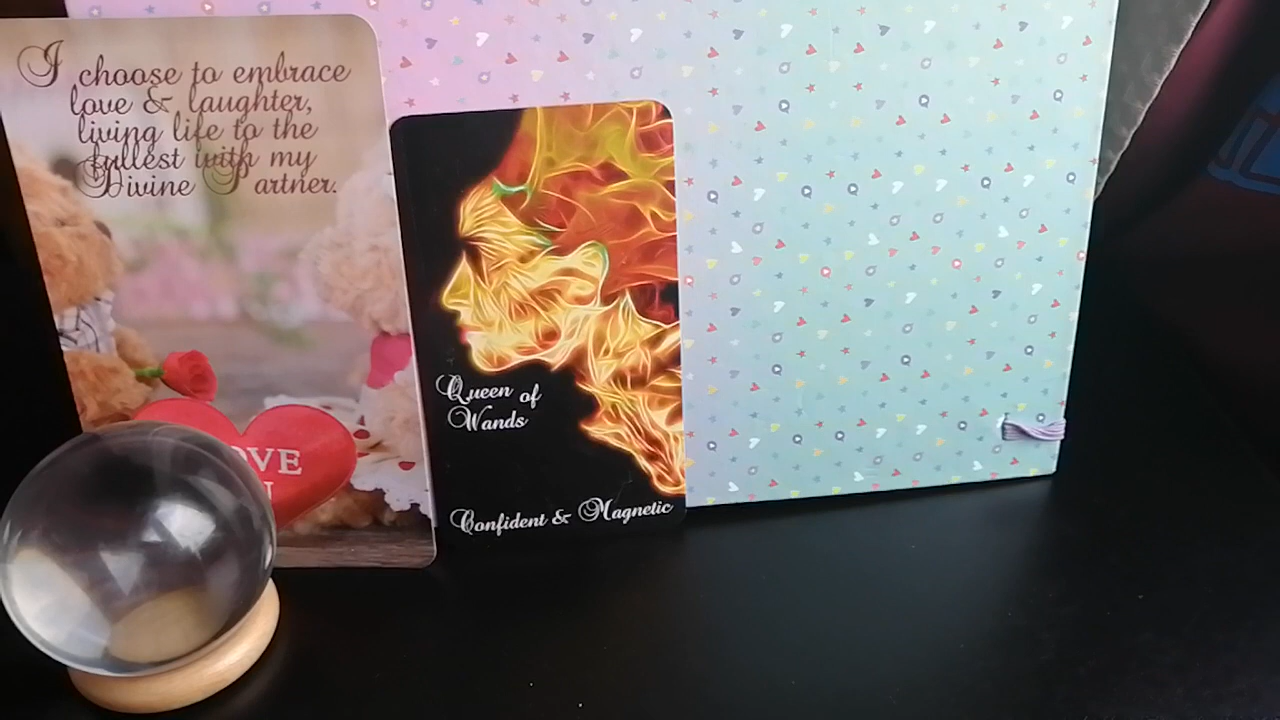 I choose to embrace
love & laughter,
living life to the
fullest with my
Divine Partner.
OVE
Queen of
Wands
Confident & Magnetic